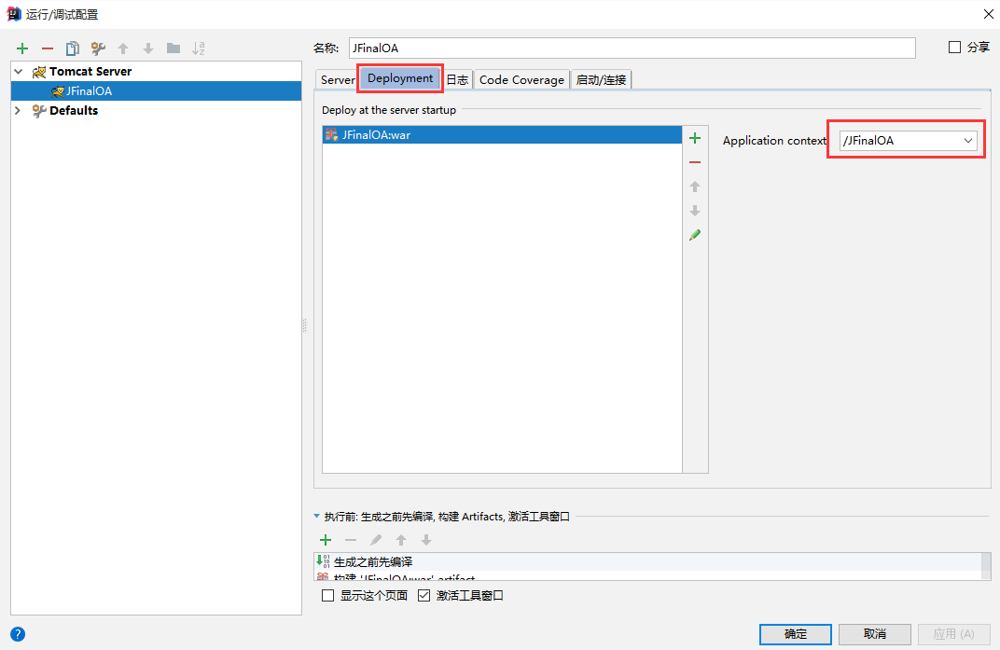 运行/调试配置
名称: JFinalOA
分享
Tomcat Server
JFinalOA
Defaults
Server Deployment 日志 Code Coverage 启动/连接
Deploy at the server startup
JFinalOA:war
Application context /JFinalOA
执行前: 生成之前先编译, 构建 Artifacts, 激活工具窗口
生成之前先编译
构建 'JFinalOA:war' artifact
显示这个页面 激活工具窗口
确定 取消 应用 (A)